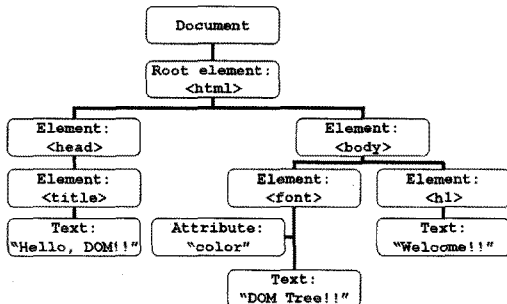 Document
Root element:
<html>
Element:
<head>
Element:
<body>
Element:
<title>
Element:
<font>
Element:
<h1>
Text:
"Hello, DOM!!"
Attribute:
"color"
Text:
"Welcome!!"
Text:
"DOM Tree!!"